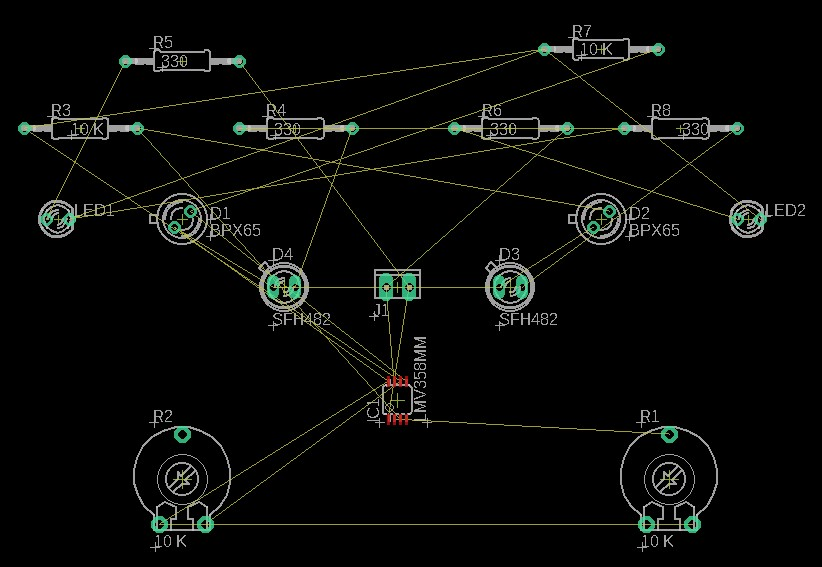 R7
10 K
R5
330
R3
10 K
R4
330
R6
330
R8
330
LED1
D1
BPX65
D2
BPX65
LED2
D4
SFH482
J1
D3
SFH482
IC1
LMV358MM
R2
10 K
R1
10 K